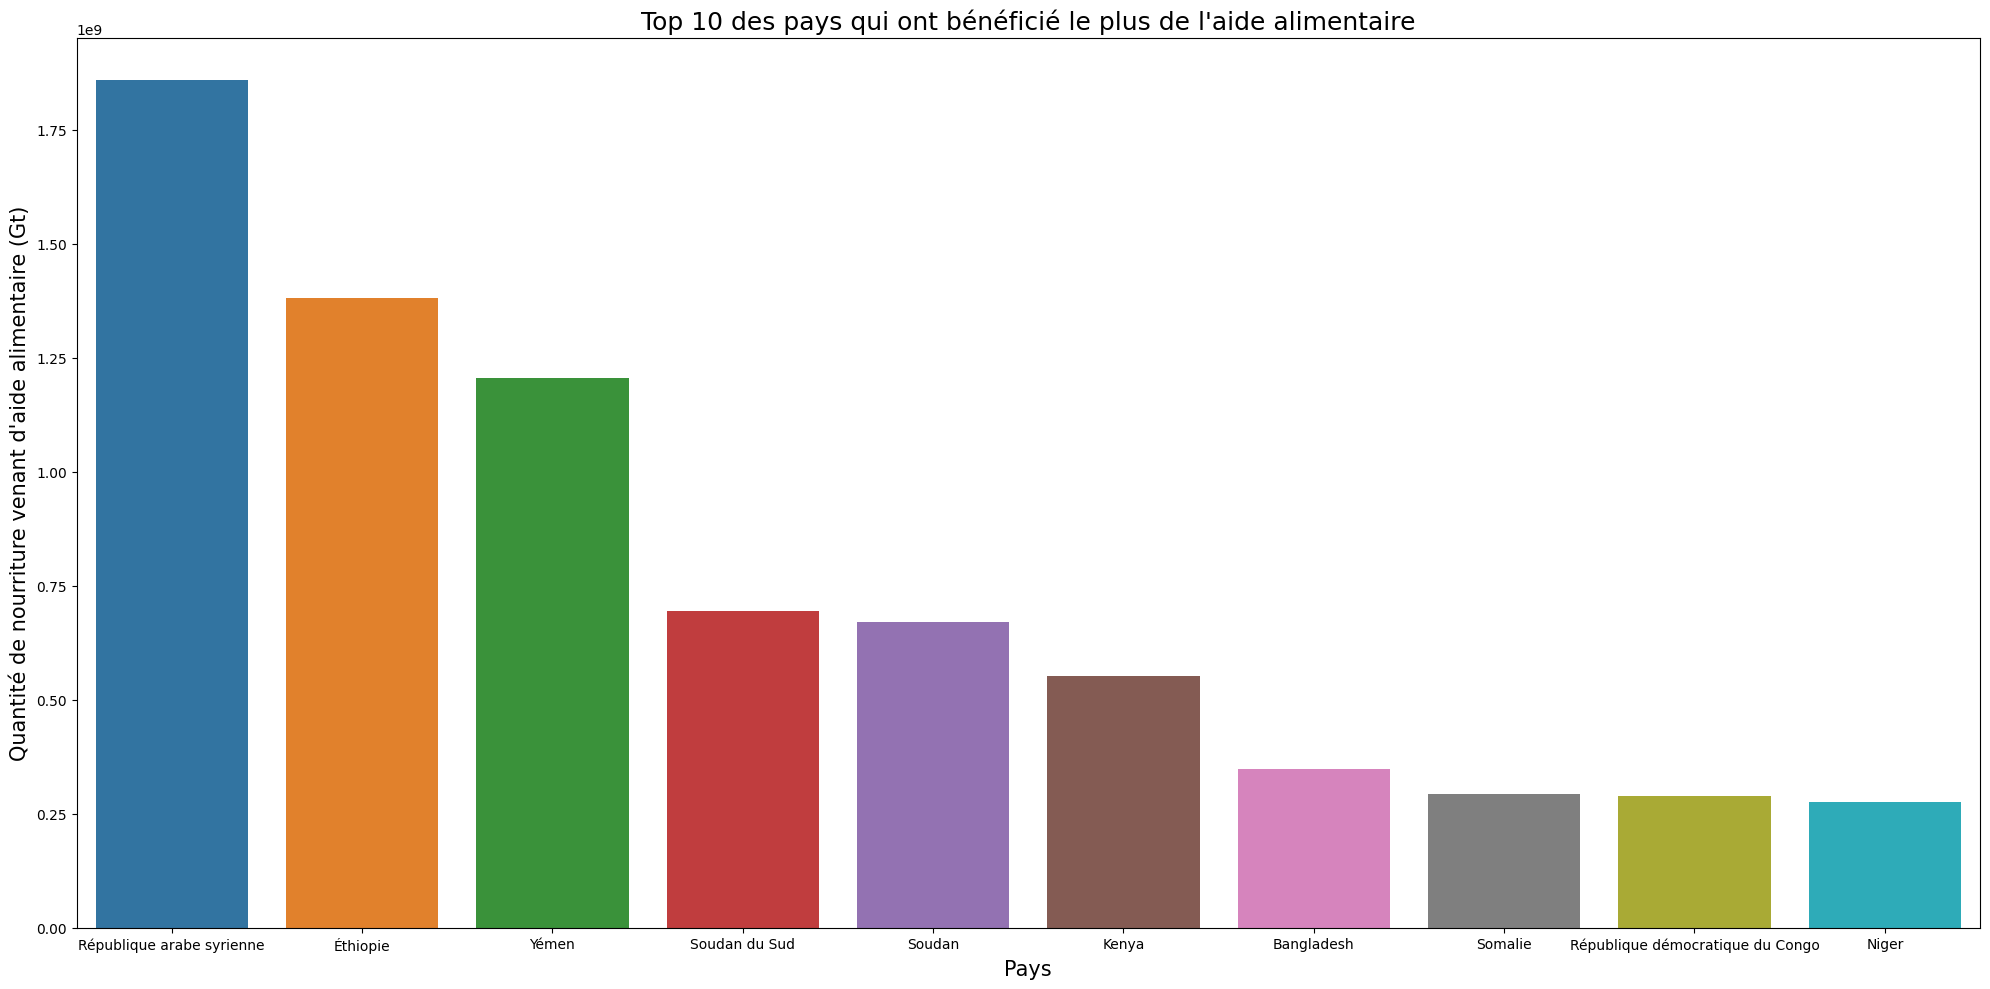 Top 10 des pays qui ont bénéficié le plus de l'aide alimentaire
1e9
1.75
1.50
1.25
1.00
0.75
0.50
0.25
0.00
Quantité de nourriture venant d'aide alimentaire (Gt)
République arabe syrienne
Éthiopie
Yémen
Soudan du Sud
Soudan
Kenya
Bangladesh
Somalie
République démocratique du Congo
Niger
Pays